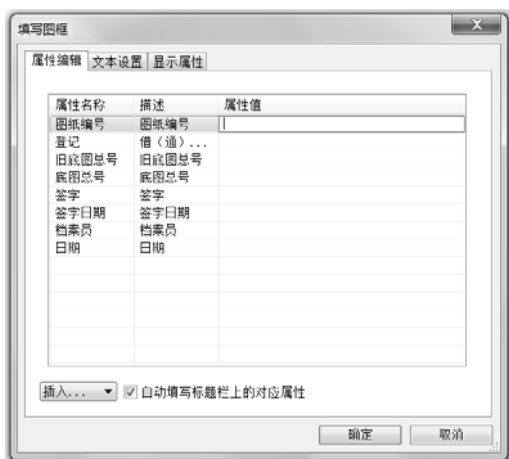 填写图框
属性编辑 文本设置 显示属性
属性名称 描述 属性值
图纸编号 图纸编号
登记 借（通）...
旧底图总号 旧底图总号
底图总号 底图总号
签字 签字
签字日期 签字日期
档案员 档案员
日期 日期
插入... 自动填写标题栏上的对应属性
确定 取消